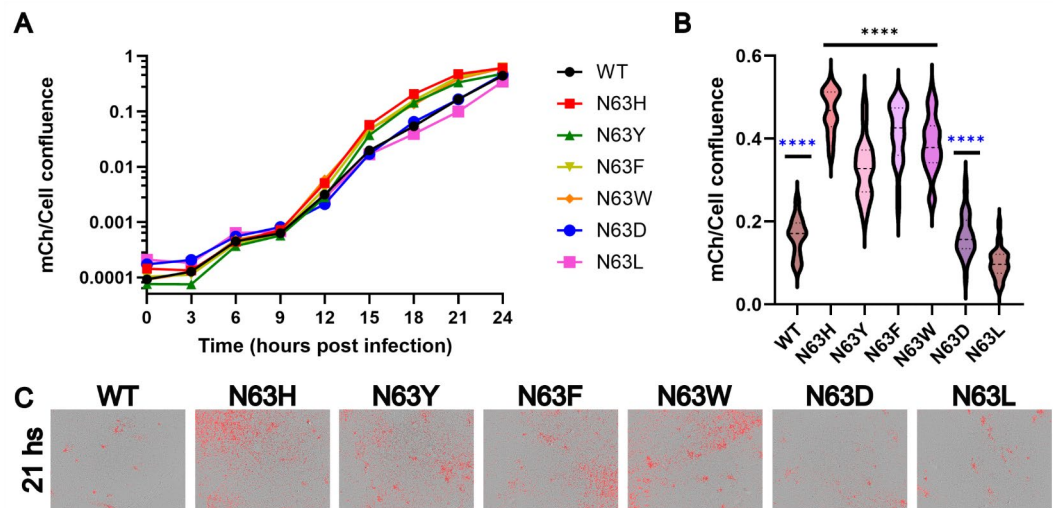 A
mCh/Cell confluence
1
0.1
0.01
0.001
0.0001
0 3 6 9 12 15 18 21 24
Time (hours post infection)
WT
N63H
N63Y
N63F
N63W
N63D
N63L
B
mCh/Cell confluence
0.6
0.4
0.2
0.0
****
****
****
WT N63H N63Y N63F N63W N63D N63L
C
WT N63H N63Y N63F N63W N63D N63L
21 hs